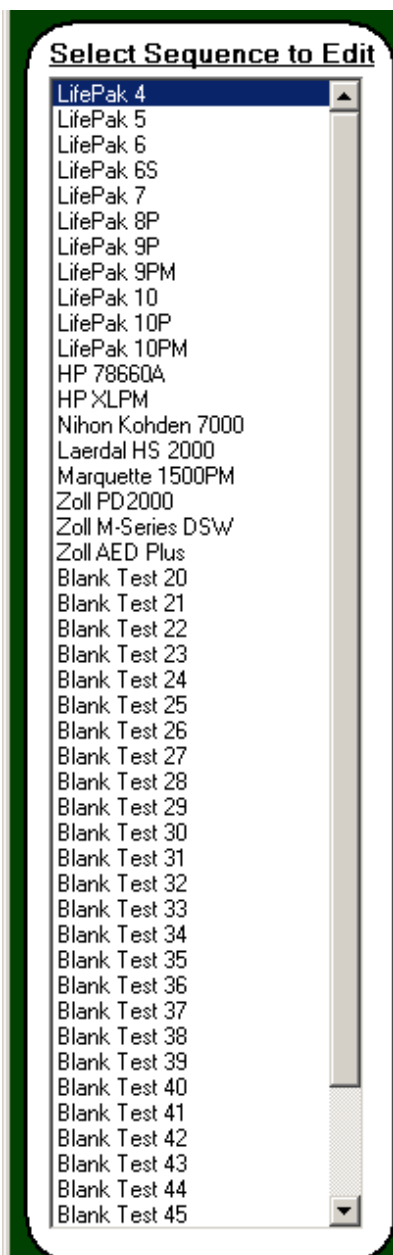 Select Sequence to Edit
LifePak 4
LifePak 5
LifePak 6
LifePak 6S
LifePak 7
LifePak 8P
LifePak 9P
LifePak 9PM
LifePak 10
LifePak 10P
LifePak 10PM
HP 78660A
HP XLPM
Nihon Kohden 7000
Laerdal HS 2000
Marquette 1500PM
Zoll PD2000
Zoll M-Series DSW
Zoll AED Plus
Blank Test 20
Blank Test 21
Blank Test 22
Blank Test 23
Blank Test 24
Blank Test 25
Blank Test 26
Blank Test 27
Blank Test 28
Blank Test 29
Blank Test 30
Blank Test 31
Blank Test 32
Blank Test 33
Blank Test 34
Blank Test 35
Blank Test 36
Blank Test 37
Blank Test 38
Blank Test 39
Blank Test 40
Blank Test 41
Blank Test 42
Blank Test 43
Blank Test 44
Blank Test 45